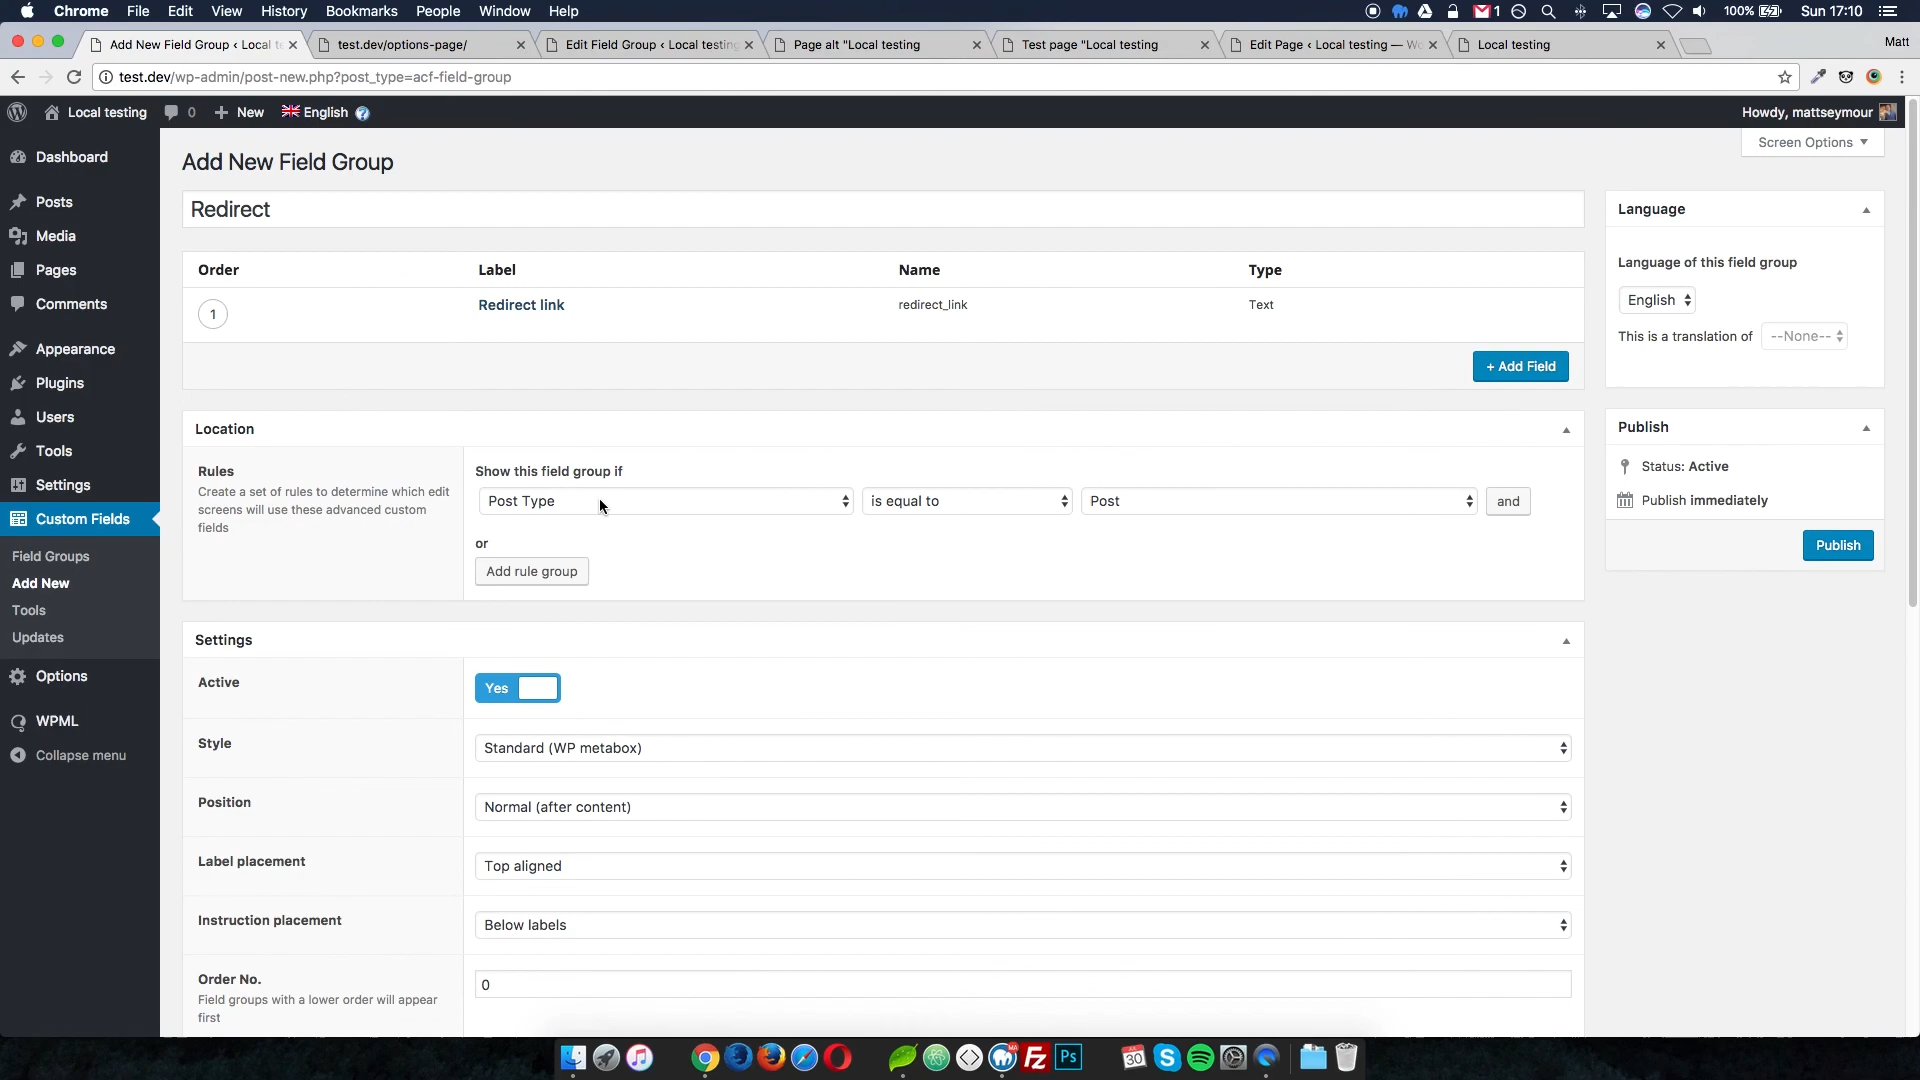 Chrome File Edit View History Bookmarks People Window Help 1 100% Sun 17:10
Add New Field Group ‹ Local te
test.dev/options-page/
Edit Field Group ‹ Local testing
Page alt "Local testing
Test page "Local testing
Edit Page ‹ Local testing — Wo
Local testing
Matt
test.dev/wp-admin/post-new.php?post_type=acf-field-group
Local testing 0 New English ? Howdy, mattseymour
Screen Options
Dashboard
Posts
Media
Pages
Comments
Appearance
Plugins
Users
Tools
Settings
Custom Fields
Field Groups
Add New
Tools
Updates
Options
WPML
Collapse menu
Add New Field Group
Redirect
Order Label Name Type
1 Redirect link redirect_link Text
+ Add Field
Location
Rules
Create a set of rules to determine which edit
screens will use these advanced custom
fields
Show this field group if
Post Type is equal to Post and
or
Add rule group
Settings
Active
Yes
Style
Standard (WP metabox)
Position
Normal (after content)
Label placement
Top aligned
Instruction placement
Below labels
Order No.
Field groups with a lower order will appear
first
0
Language
Language of this field group
English
This is a translation of --None--
Publish
Status: Active
Publish immediately
Publish
MA
Fz
Ps
30